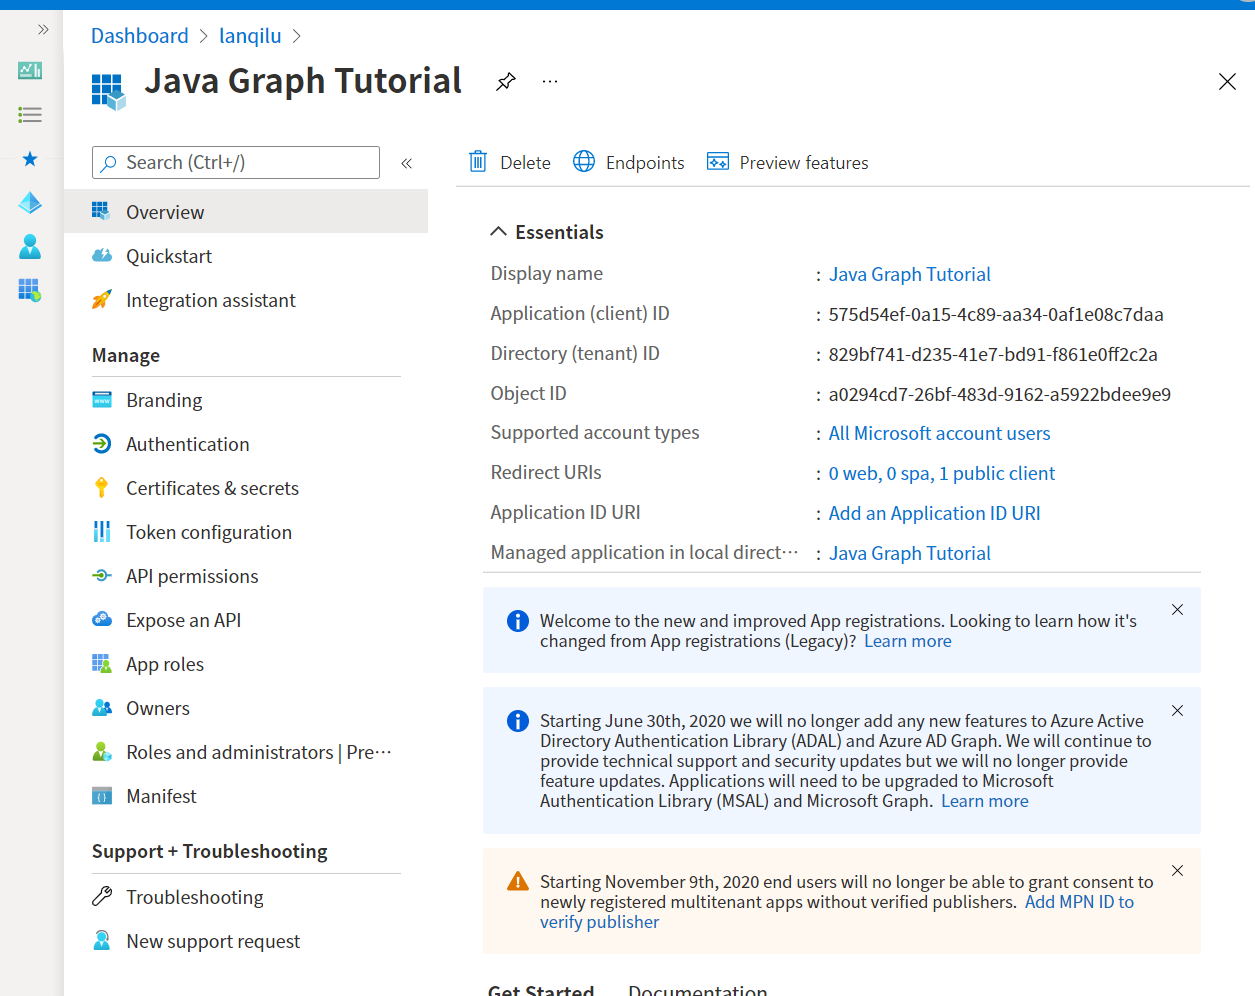 Dashboard > lanqilu >
Java Graph Tutorial
Search (Ctrl+/)
Overview
Quickstart
Integration assistant
Manage
Branding
Authentication
Certificates & secrets
Token configuration
API permissions
Expose an API
App roles
Owners
Roles and administrators | Pre···
Manifest
Support + Troubleshooting
Troubleshooting
New support request
Delete Endpoints Preview features
Essentials
Display name : Java Graph Tutorial
Application (client) ID : 575d54ef-0a15-4c89-aa34-0af1e08c7daa
Directory (tenant) ID : 829bf741-d235-41e7-bd91-f861e0ff2c2a
Object ID : a0294cd7-26bf-483d-9162-a5922bdee9e9
Supported account types : All Microsoft account users
Redirect URIs : 0 web, 0 spa, 1 public client
Application ID URI : Add an Application ID URI
Managed application in local direct··· : Java Graph Tutorial
Welcome to the new and improved App registrations. Looking to learn how it's
changed from App registrations (Legacy)? Learn more
Starting June 30th, 2020 we will no longer add any new features to Azure Active
Directory Authentication Library (ADAL) and Azure AD Graph. We will continue to
provide technical support and security updates but we will no longer provide
feature updates. Applications will need to be upgraded to Microsoft
Authentication Library (MSAL) and Microsoft Graph. Learn more
Starting November 9th, 2020 end users will no longer be able to grant consent to
newly registered multitenant apps without verified publishers. Add MPN ID to
verify publisher
Get Started Documentation